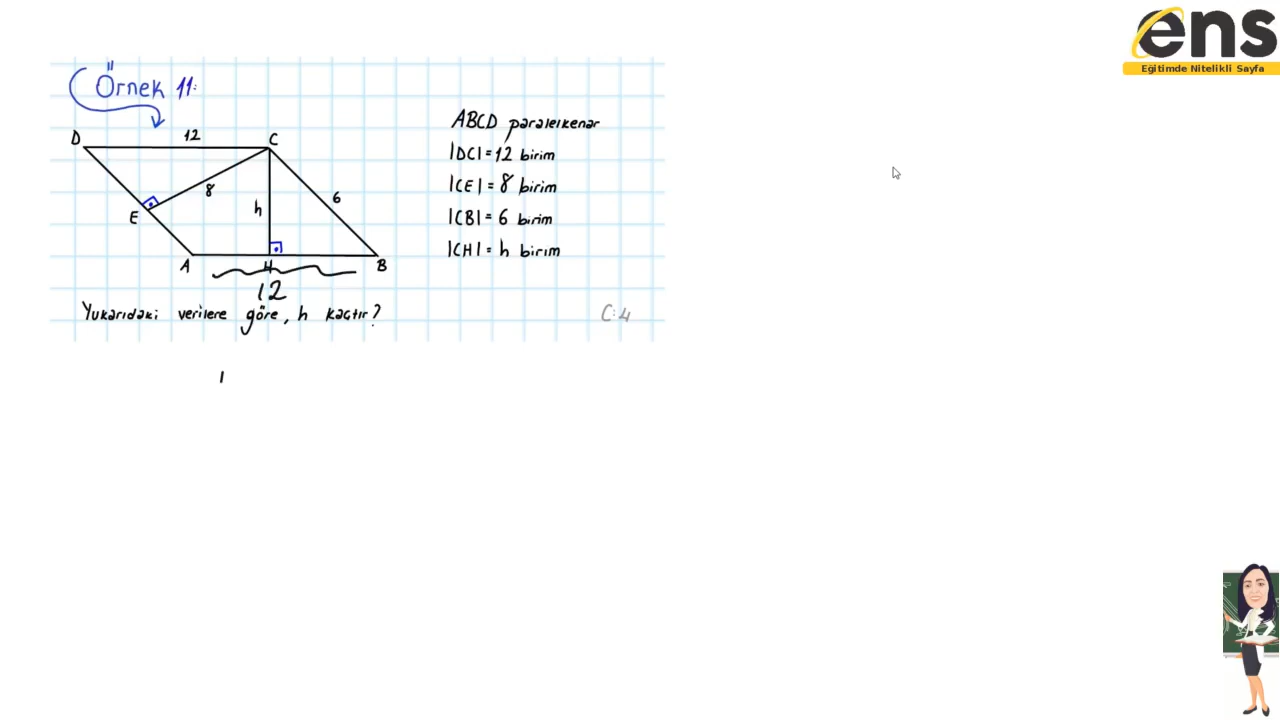 ens
Eğitimde Nitelikli Sayfa
Örnek 11:
D 12 C
ABCD paralelkenar
|DC| = 12 birim
|CE| = 8 birim
|CB| = 6 birim
|CH| = h birim
8
6
h
E
A H B
12
Yukarıdaki verilere göre, h kaçtır?
C:4